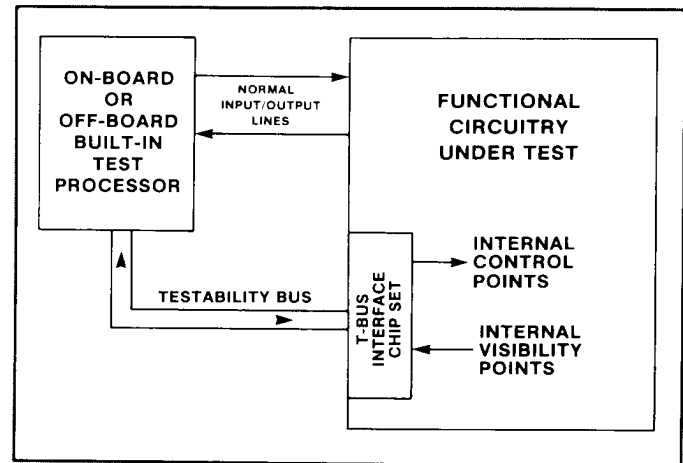 ON-BOARD
OR
OFF-BOARD
BUILT-IN
TEST
PROCESSOR
NORMAL
INPUT/OUTPUT
LINES
FUNCTIONAL
CIRCUITRY
UNDER TEST
TESTABILITY BUS
T-BUS
INTERFACE
CHIP SET
INTERNAL
CONTROL
POINTS
INTERNAL
VISIBILITY
POINTS